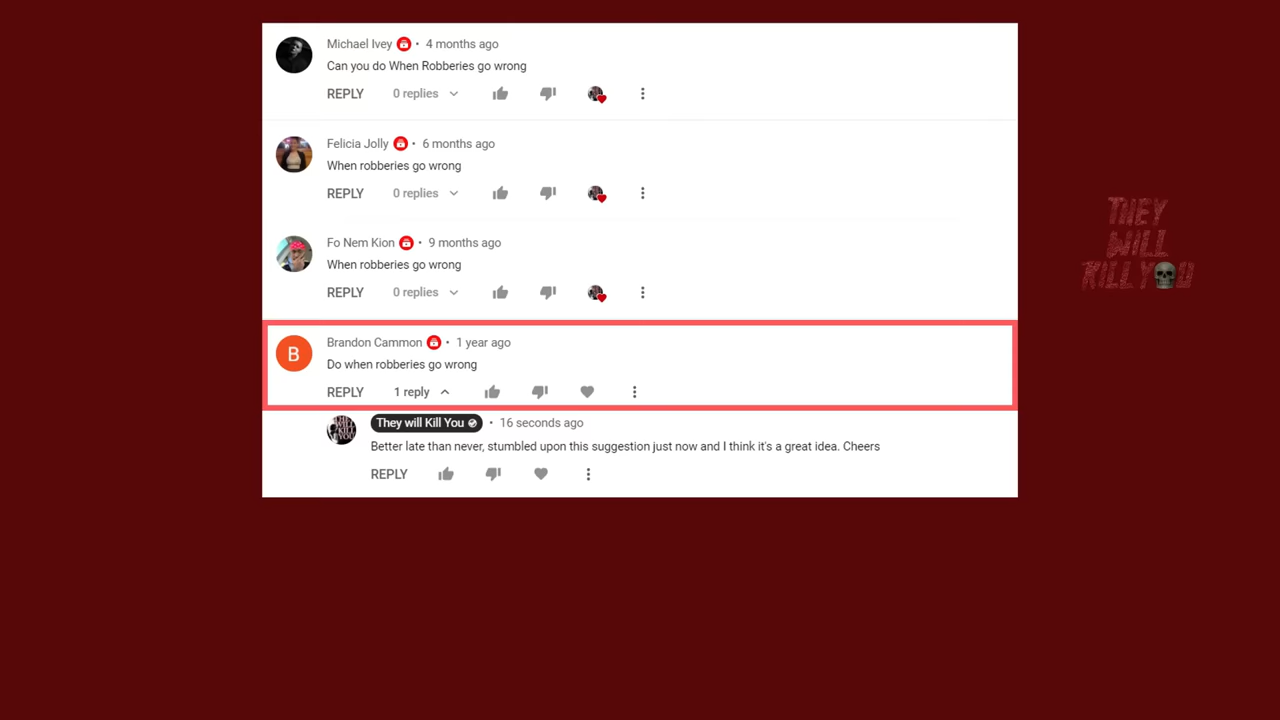 Michael Ivey • 4 months ago
Can you do When Robberies go wrong
REPLY 0 replies
Felicia Jolly • 6 months ago
When robberies go wrong
REPLY 0 replies
Fo Nem Kion • 9 months ago
When robberies go wrong
REPLY 0 replies
B
Brandon Cammon • 1 year ago
Do when robberies go wrong
REPLY 1 reply
They will Kill You • 16 seconds ago
Better late than never, stumbled upon this suggestion just now and I think it's a great idea. Cheers
REPLY
THEY
WILL
KILL YOU